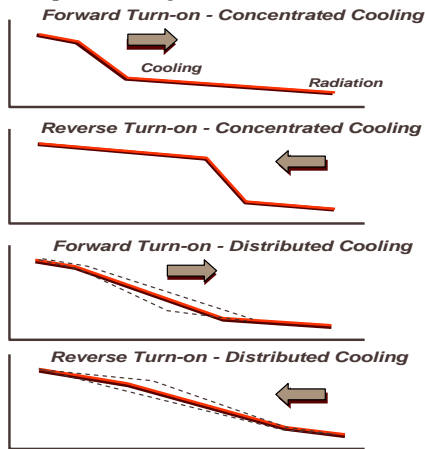 Forward Turn-on - Concentrated Cooling
Cooling
Radiation
Reverse Turn-on - Concentrated Cooling
Forward Turn-on - Distributed Cooling
Reverse Turn-on - Distributed Cooling